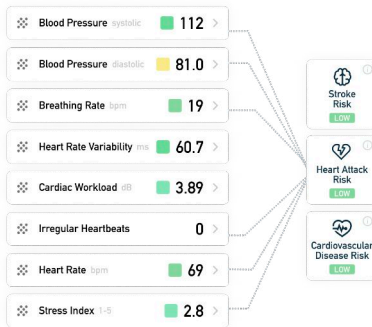 Blood Pressure systolic 112 >
Blood Pressure diastolic 81.0 >
Breathing Rate bpm 19 >
Heart Rate Variability ms 60.7 >
Cardiac Workload dB 3.89 >
Irregular Heartbeats 0 >
Heart Rate bpm 69 >
Stress Index 1-5 2.8 >
Stroke
Risk
LOW
Heart Attack
Risk
LOW
Cardiovascular
Disease Risk
LOW